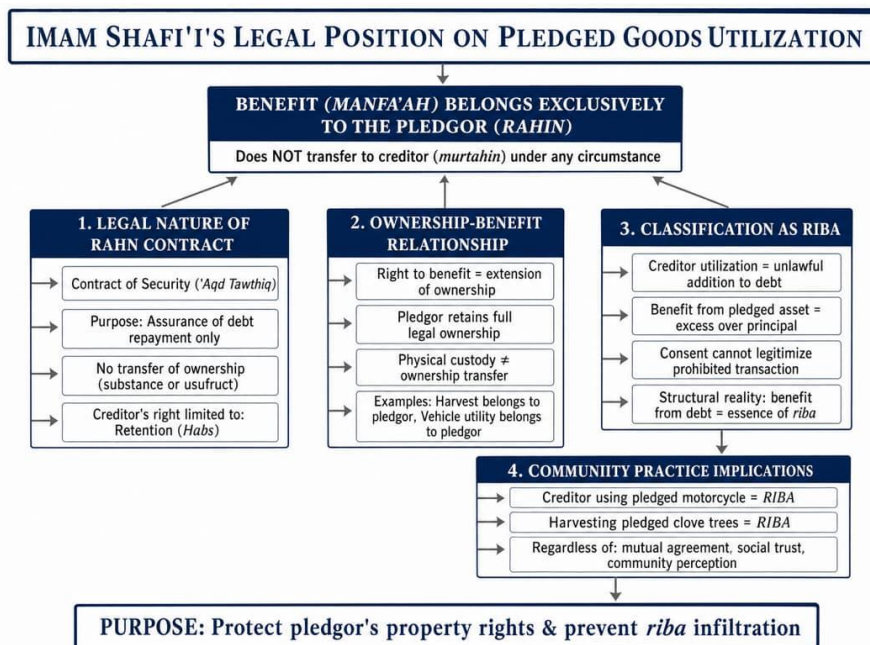 IMAM SHAFI'I'S LEGAL POSITION ON PLEDGED GOODS UTILIZATION
BENEFIT (MANFA'AH) BELONGS EXCLUSIVELY
TO THE PLEDGOR (RAHIN)
Does NOT transfer to creditor (murtahin) under any circumstance
1. LEGAL NATURE OF
RAHN CONTRACT
Contract of Security ('Aqd Tawthiq)
Purpose: Assurance of debt
repayment only
No transfer of ownership
(substance or usufruct)
Creditor's right limited to:
Retention (Habs)
2. OWNERSHIP-BENEFIT
RELATIONSHIP
Right to benefit = extension
of ownership
Pledgor retains full
legal ownership
Physical custody ≠
ownership transfer
Examples: Harvest belongs to
pledgor, Vehicle utility belongs
to pledgor
3. CLASSIFICATION AS RIBA
Creditor utilization = unlawful
addition to debt
Benefit from pledged asset =
excess over principal
Consent cannot legitimize
prohibited transaction
Structural reality: benefit
from debt = essence of riba
4. COMMUNIITY PRACTICE IMPLICATIONS
Creditor using pledged motorcycle = RIBA
Harvesting pledged clove trees = RIBA
Regardless of: mutual agreement, social trust,
community perception
PURPOSE: Protect pledgor's property rights & prevent riba infiltration